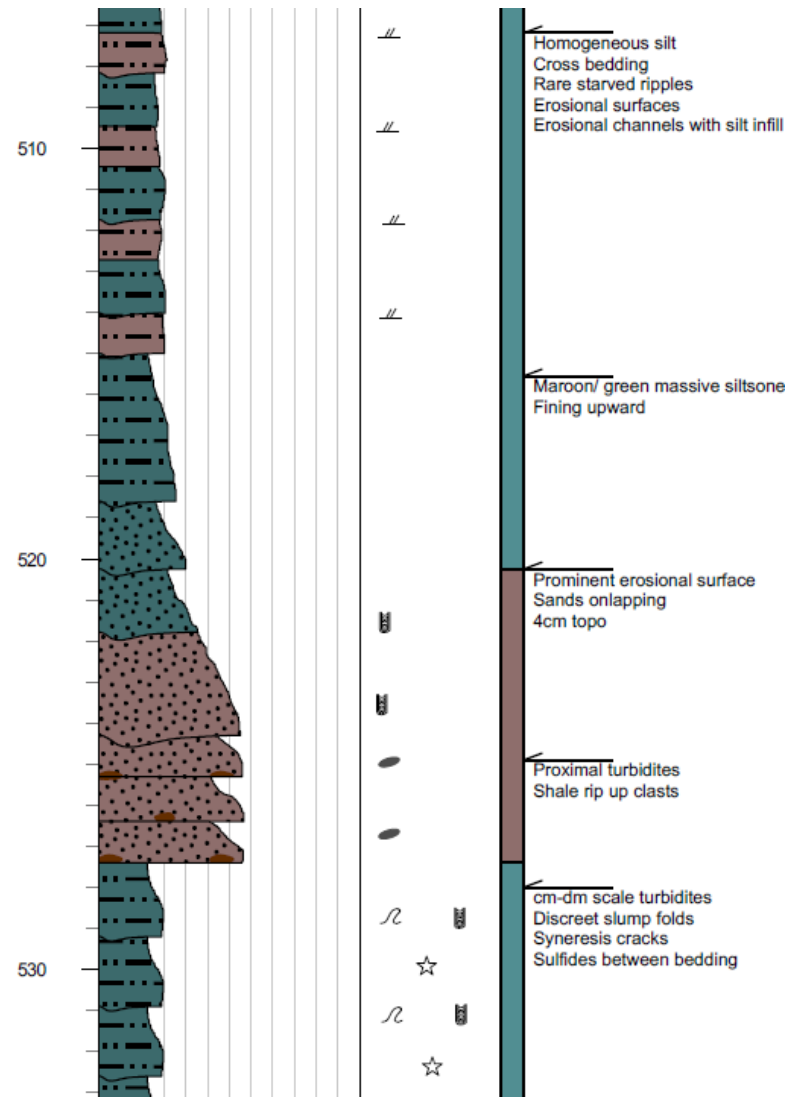 Homogeneous silt
Cross bedding
Rare starved ripples
Erosional surfaces
Erosional channels with silt infill
510
Maroon/ green massive siltsone
Fining upward
520
Prominent erosional surface
Sands onlapping
4cm topo
Proximal turbidites
Shale rip up clasts
cm-dm scale turbidites
Discreet slump folds
Syneresis cracks
Sulfides between bedding
530